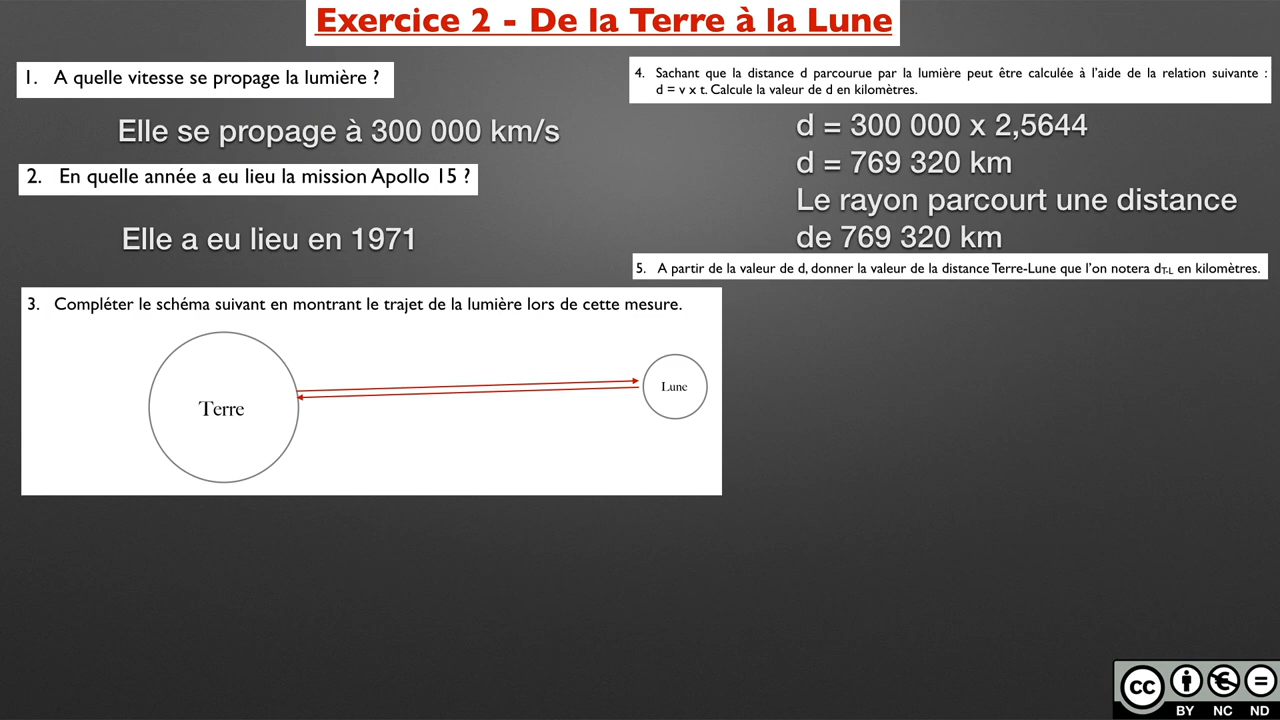 Exercice 2 - De la Terre à la Lune
1. A quelle vitesse se propage la lumière ?
Elle se propage à 300 000 km/s
2. En quelle année a eu lieu la mission Apollo 15 ?
Elle a eu lieu en 1971
3. Compléter le schéma suivant en montrant le trajet de la lumière lors de cette mesure.
Terre
Lune
4. Sachant que la distance d parcourue par la lumière peut être calculée à l'aide de la relation suivante :
d = v x t. Calcule la valeur de d en kilomètres.
d = 300 000 x 2,5644
d = 769 320 km
Le rayon parcourt une distance
de 769 320 km
5. A partir de la valeur de d, donner la valeur de la distance Terre-Lune que l'on notera dT-L en kilomètres.
cc
BY NC ND